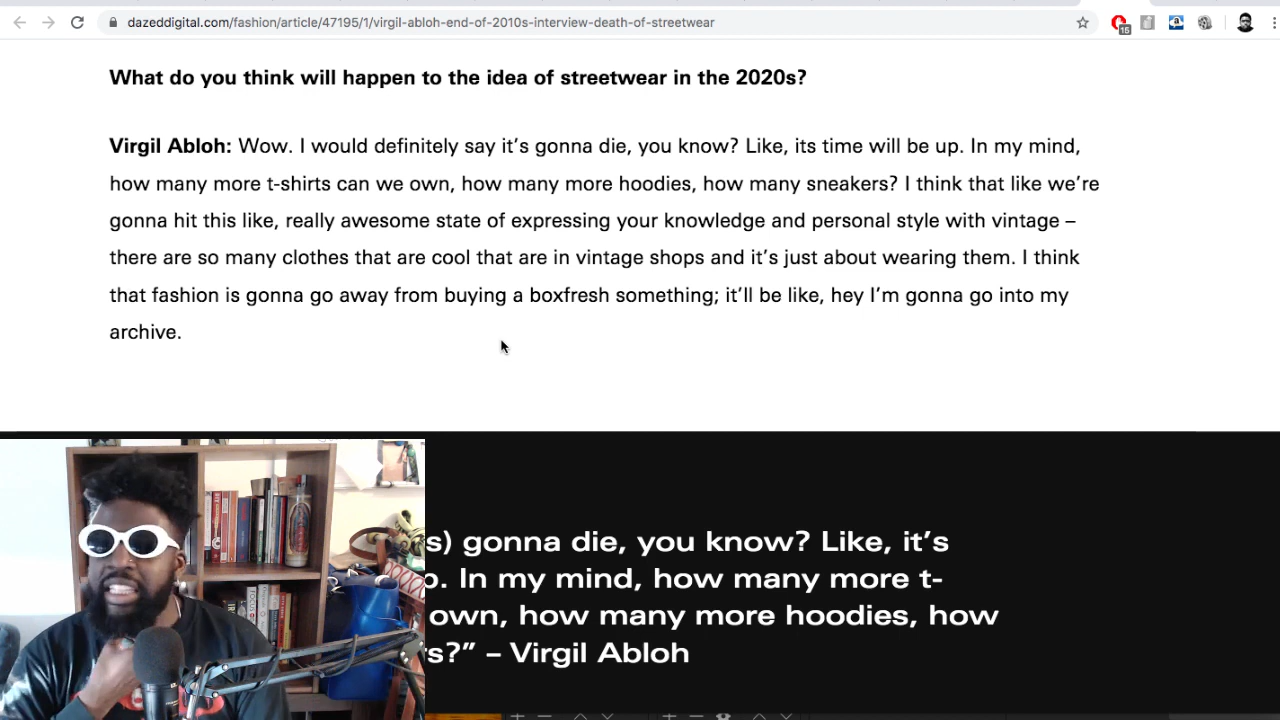 dazeddigital.com/fashion/article/47195/1/virgil-abloh-end-of-2010s-interview-death-of-streetwear
15
What do you think will happen to the idea of streetwear in the 2020s?
Virgil Abloh: Wow. I would definitely say it’s gonna die, you know? Like, its time will be up. In my mind,
how many more t-shirts can we own, how many more hoodies, how many sneakers? I think that like we’re
gonna hit this like, really awesome state of expressing your knowledge and personal style with vintage –
there are so many clothes that are cool that are in vintage shops and it’s just about wearing them. I think
that fashion is gonna go away from buying a boxfresh something; it’ll be like, hey I’m gonna go into my
archive.
s) gonna die, you know? Like, it’s
o. In my mind, how many more t-
own, how many more hoodies, how
rs?” – Virgil Abloh